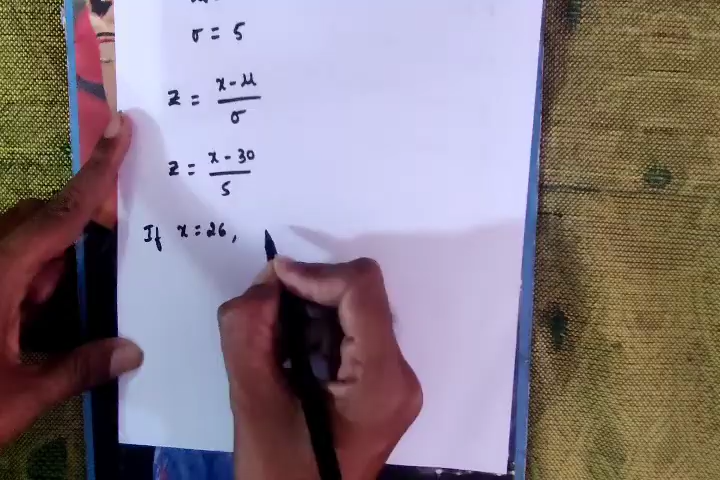 σ = 5
z = x - μ / σ
z = x - 30 / 5
If x = 26,